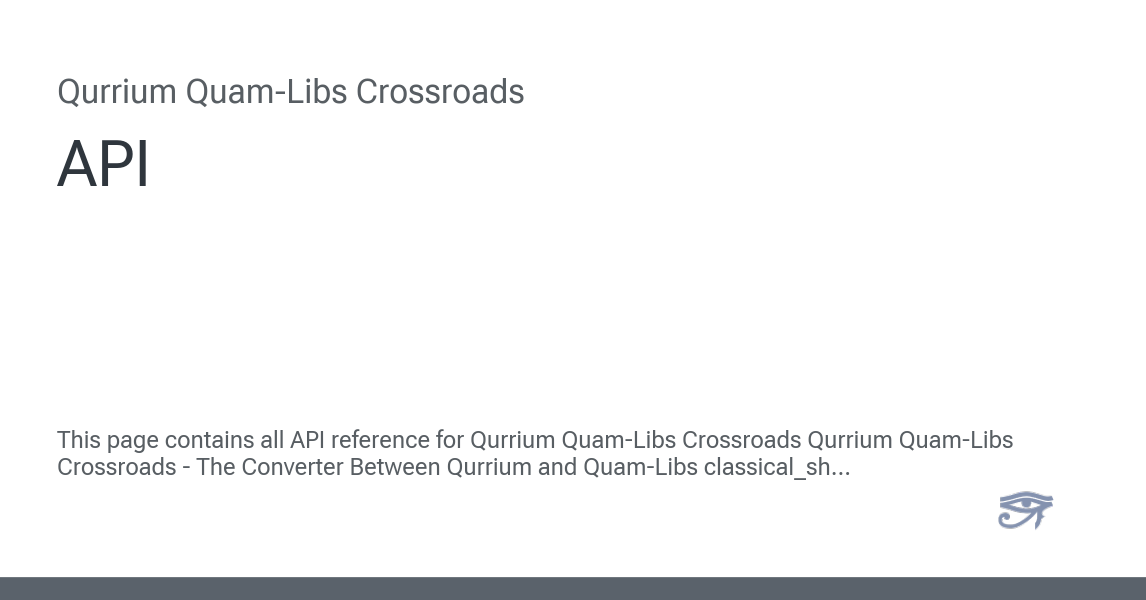 Qurrium Quam-Libs Crossroads
API
This page contains all API reference for Qurrium Quam-Libs Crossroads Qurrium Quam-Libs
Crossroads - The Converter Between Qurrium and Quam-Libs classical_sh...